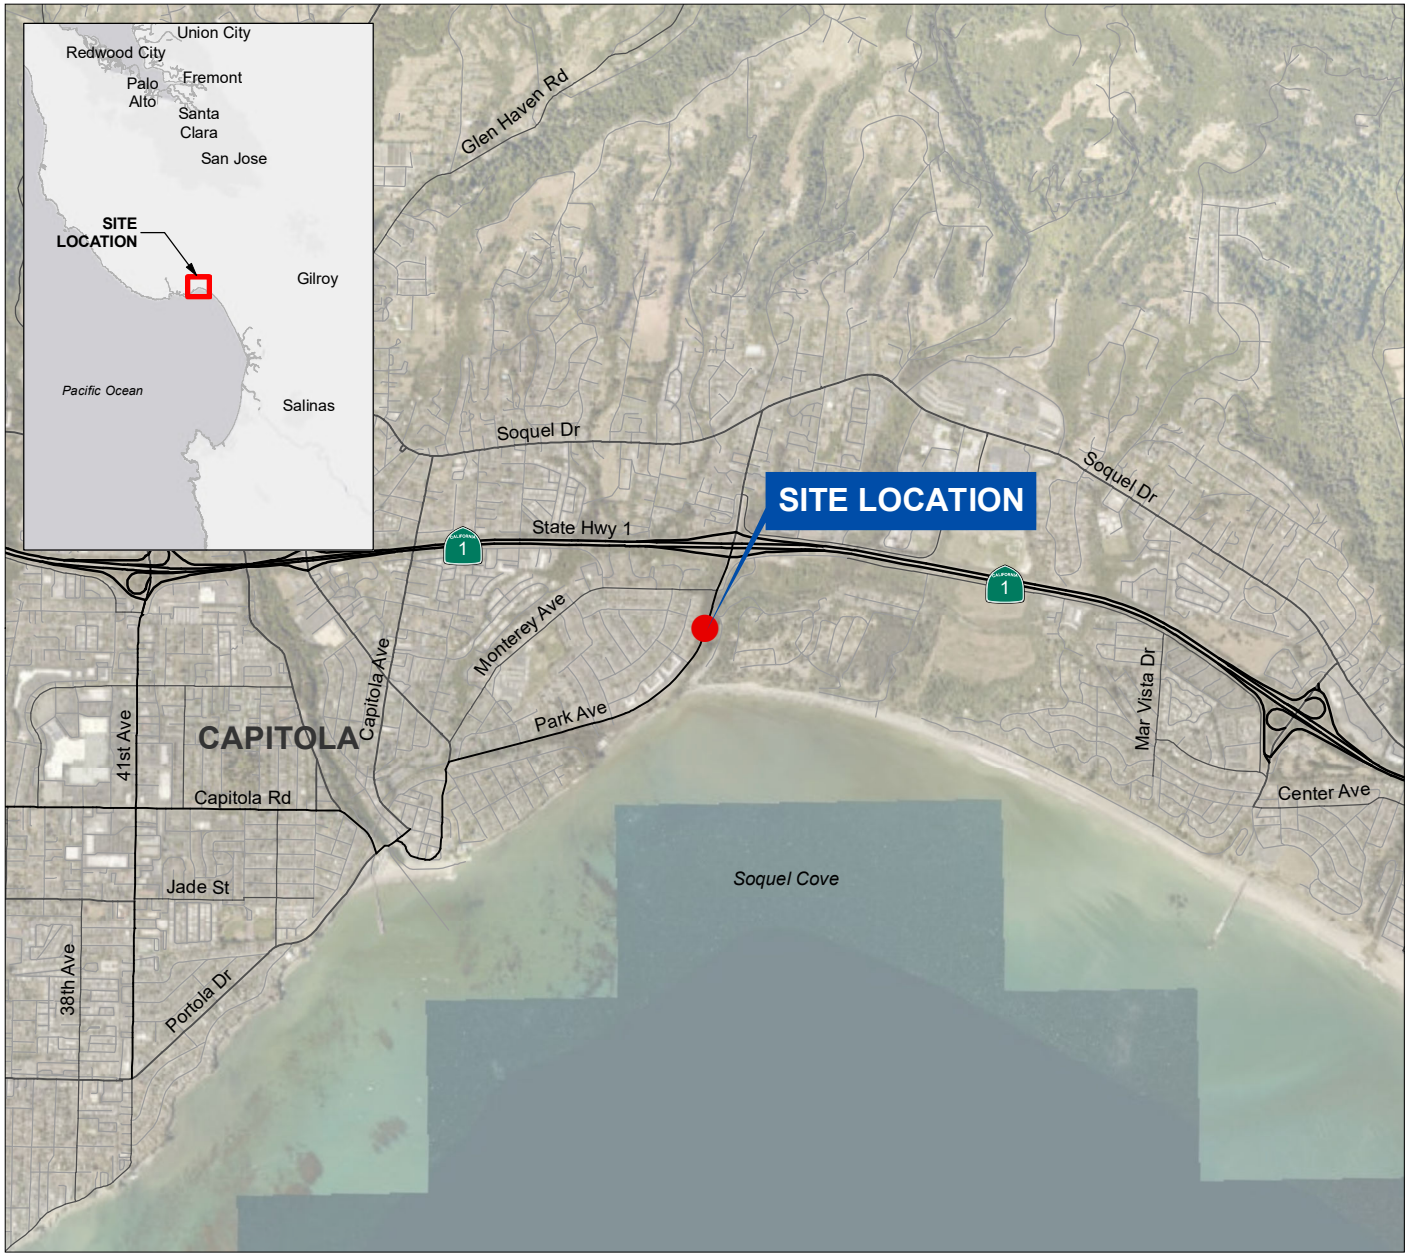 Union City
Redwood City
Fremont
Palo
Alto
Santa
Clara
San Jose
SITE
LOCATION
Gilroy
Pacific Ocean
Salinas
Glen Haven Rd
Soquel Dr
Soquel Dr
SITE LOCATION
State Hwy 1
CALIFORNIA
1
CALIFORNIA
1
Monterey Ave
Capitola Ave
Park Ave
Mar Vista Dr
41st Ave
CAPITOLA
Capitola Rd
Center Ave
Jade St
Soquel Cove
38th Ave
Portola Dr